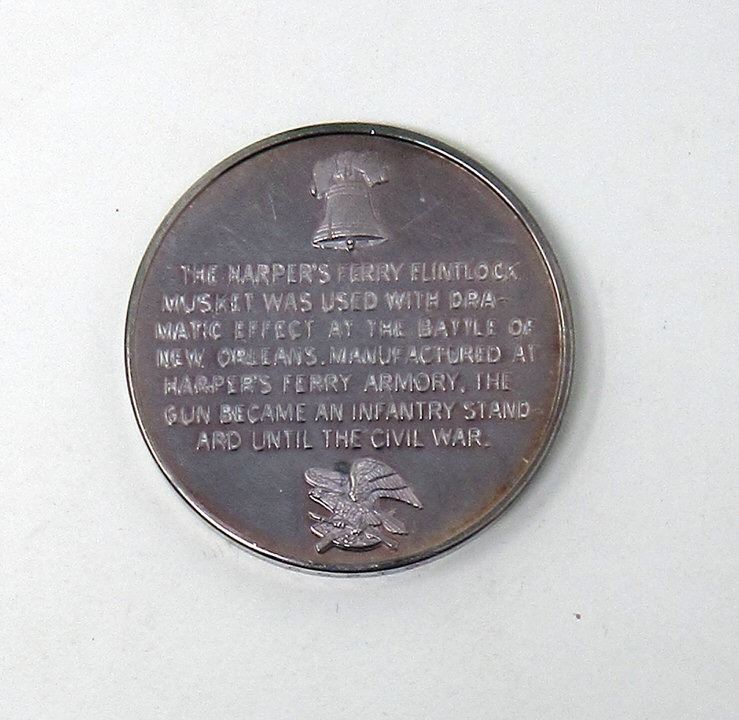 THE HARPER'S FERRY FLINTLOCK
MUSKET WAS USED WITH DRA-
MATIC EFFECT AT THE BATTLE OF
NEW ORLEANS. MANUFACTURED AT
HARPER'S FERRY ARMORY, THE
GUN BECAME AN INFANTRY STAND-
ARD UNTIL THE CIVIL WAR.